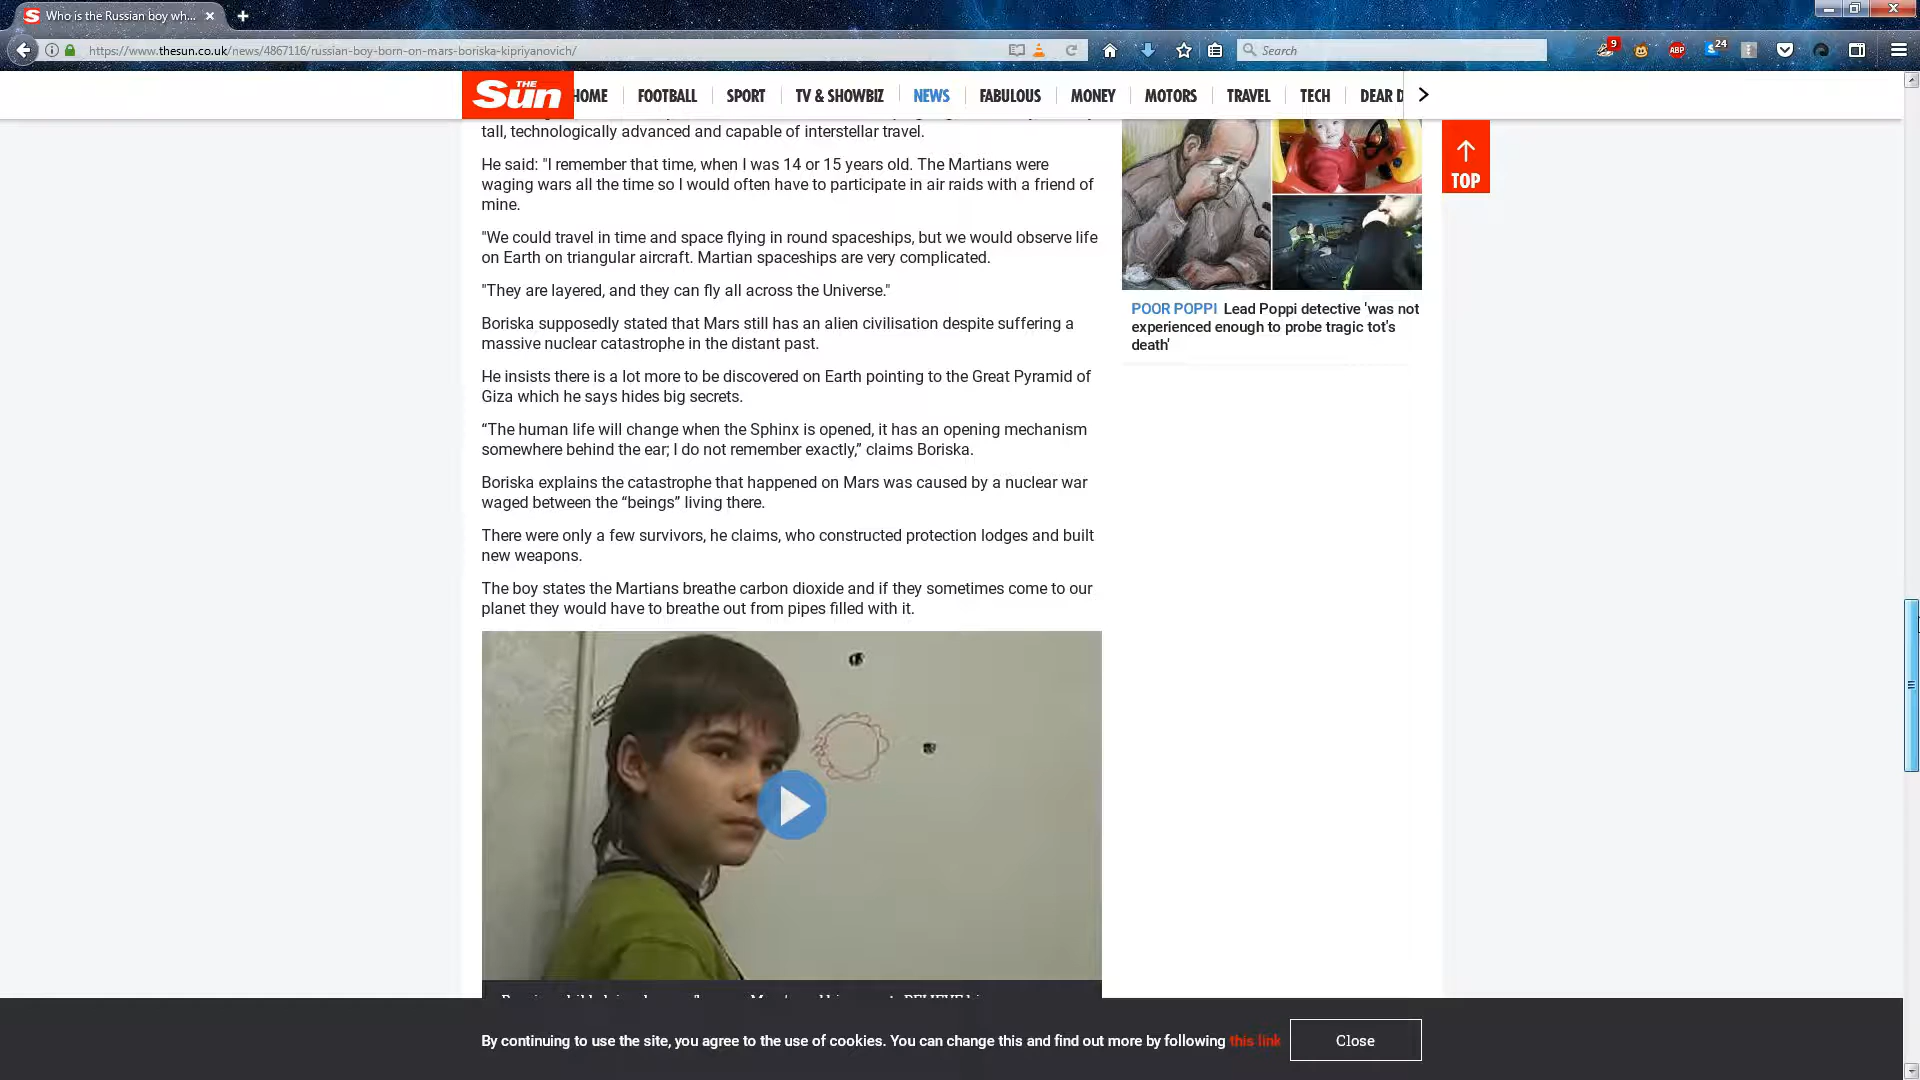 Who is the Russian boy wh...
https://www.thesun.co.uk/news/4867116/russian-boy-born-on-mars-boriska-kipriyanovich/
Search
9
ABP
24
THE
Sun
HOME
FOOTBALL
SPORT
TV & SHOWBIZ
NEWS
FABULOUS
MONEY
MOTORS
TRAVEL
TECH
DEAR D
tall, technologically advanced and capable of interstellar travel.
He said: "I remember that time, when I was 14 or 15 years old. The Martians were
waging wars all the time so I would often have to participate in air raids with a friend of
mine.
"We could travel in time and space flying in round spaceships, but we would observe life
on Earth on triangular aircraft. Martian spaceships are very complicated.
"They are layered, and they can fly all across the Universe."
Boriska supposedly stated that Mars still has an alien civilisation despite suffering a
massive nuclear catastrophe in the distant past.
He insists there is a lot more to be discovered on Earth pointing to the Great Pyramid of
Giza which he says hides big secrets.
“The human life will change when the Sphinx is opened, it has an opening mechanism
somewhere behind the ear; I do not remember exactly,” claims Boriska.
Boriska explains the catastrophe that happened on Mars was caused by a nuclear war
waged between the “beings” living there.
There were only a few survivors, he claims, who constructed protection lodges and built
new weapons.
The boy states the Martians breathe carbon dioxide and if they sometimes come to our
planet they would have to breathe out from pipes filled with it.
POOR POPPI Lead Poppi detective 'was not
experienced enough to probe tragic tot's
death'
TOP
By continuing to use the site, you agree to the use of cookies. You can change this and find out more by following this link
Close